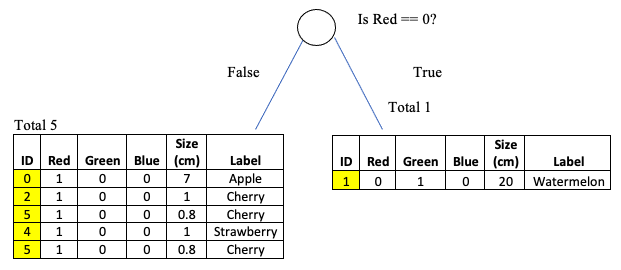 Is Red == 0?
False
True
Total 5
Total 1
ID Red Green Blue Size (cm) Label
0 1 0 0 7 Apple
2 1 0 0 1 Cherry
5 1 0 0 0.8 Cherry
4 1 0 0 1 Strawberry
5 1 0 0 0.8 Cherry
ID Red Green Blue Size (cm) Label
1 0 1 0 20 Watermelon